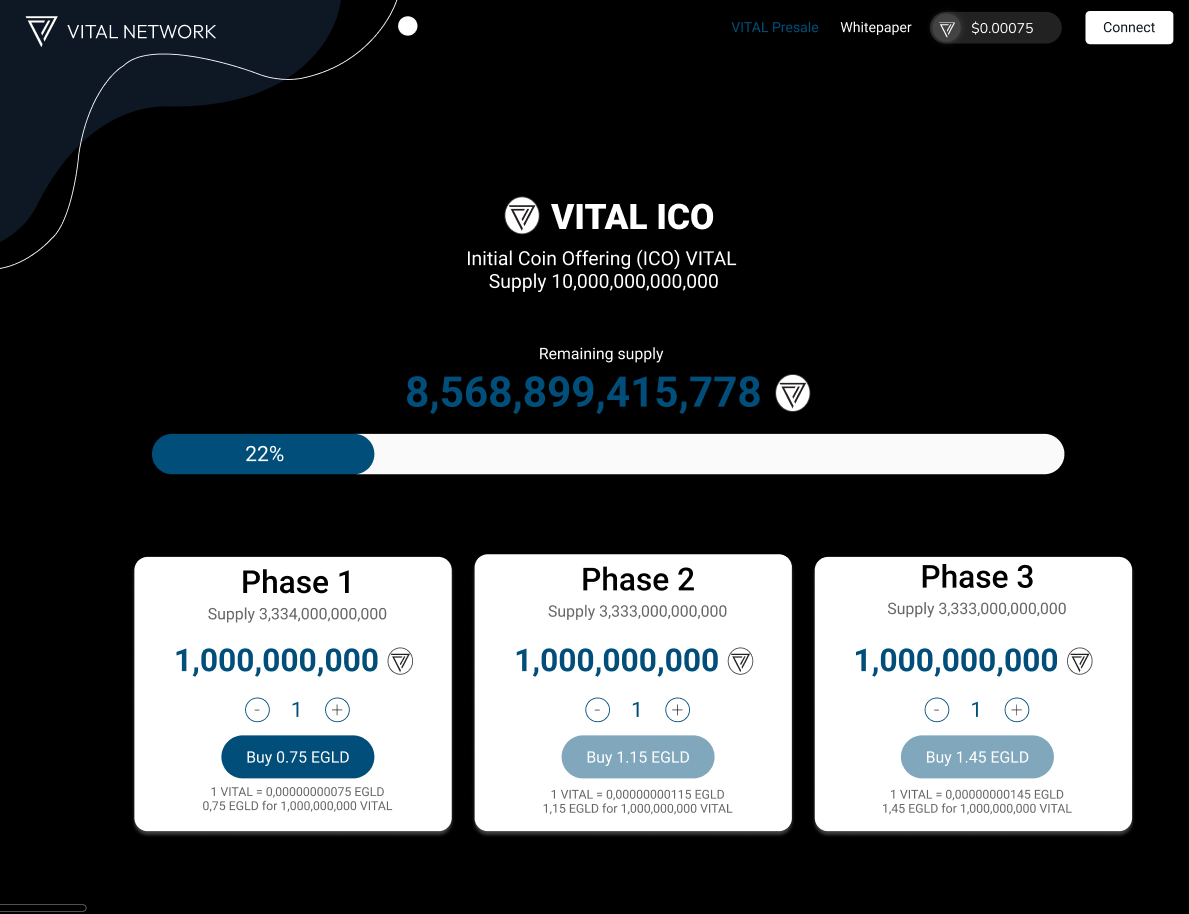 VITAL NETWORK
VITAL Presale
Whitepaper
$0.00075
Connect
VITAL ICO
Initial Coin Offering (ICO) VITAL
Supply 10,000,000,000,000
Remaining supply
8,568,899,415,778
22%
Phase 1
Supply 3,334,000,000,000
1,000,000,000
- 1 +
Buy 0.75 EGLD
1 VITAL = 0,00000000075 EGLD
0,75 EGLD for 1,000,000,000 VITAL
Phase 2
Supply 3,333,000,000,000
1,000,000,000
- 1 +
Buy 1.15 EGLD
1 VITAL = 0,00000000115 EGLD
1,15 EGLD for 1,000,000,000 VITAL
Phase 3
Supply 3,333,000,000,000
1,000,000,000
- 1 +
Buy 1.45 EGLD
1 VITAL = 0,00000000145 EGLD
1,45 EGLD for 1,000,000,000 VITAL